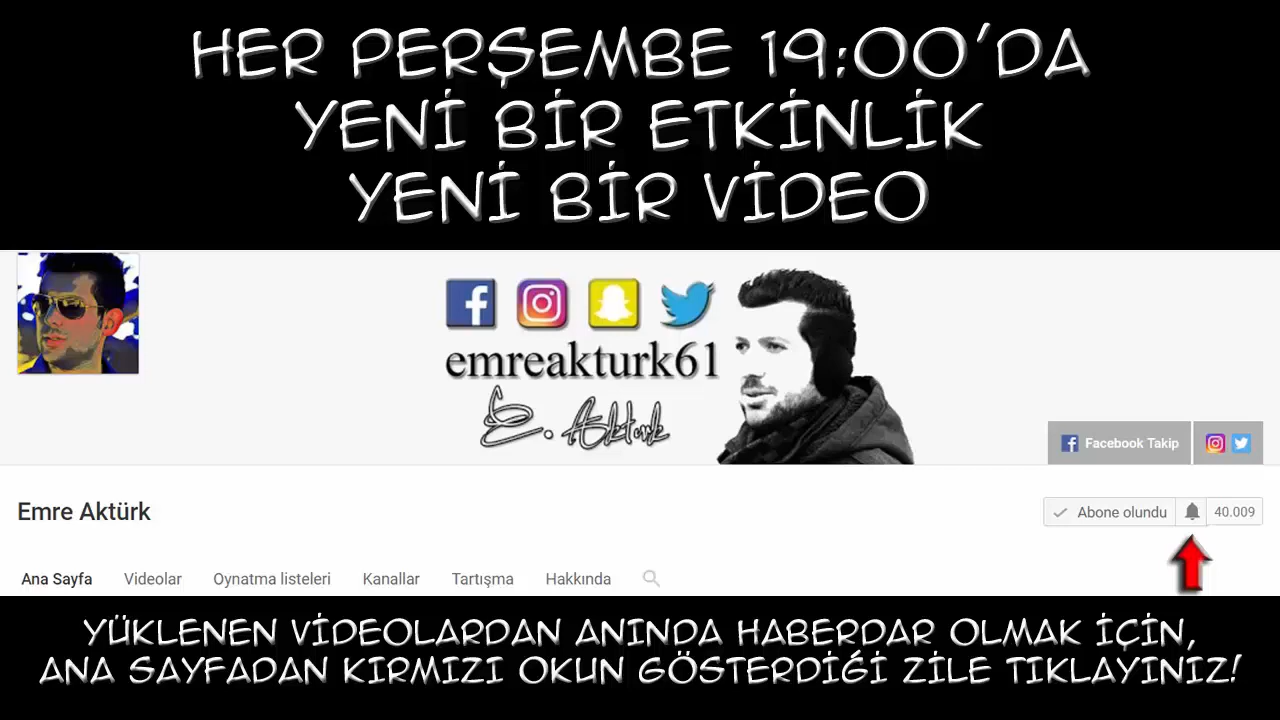 HER PERŞEMBE 19:00'DA
YENİ BİR ETKİNLİK
YENİ BİR VİDEO
emreakturk61
E. Aktürk
Facebook Takip
Emre Aktürk
Abone olundu 40.009
Ana Sayfa Videolar Oynatma listeleri Kanallar Tartışma Hakkında
YÜKLENEN VİDEOLARDAN ANINDA HABERDAR OLMAK İÇİN,
ANA SAYFADAN KIRMIZI OKUN GÖSTERDİĞİ ZİLE TIKLAYINIZ!